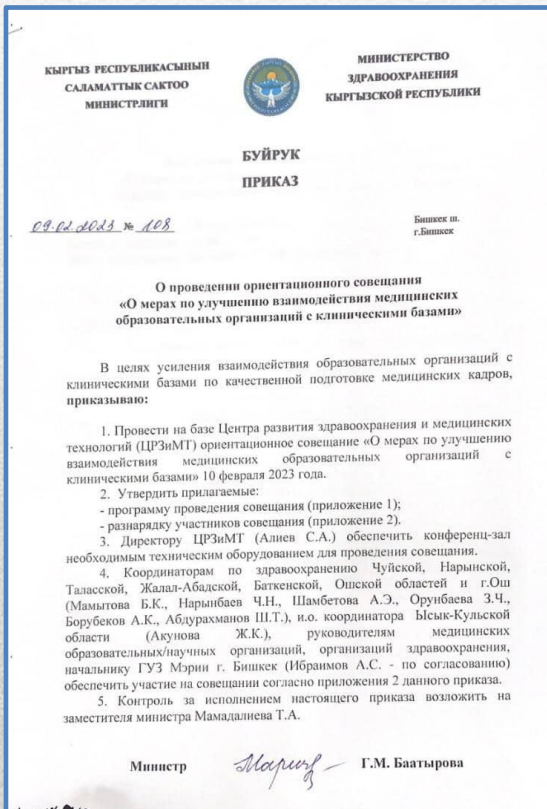 КЫРГЫЗ РЕСПУБЛИКАСЫНЫН
САЛАМАТТЫК САКТОО
МИНИСТРЛИГИ
МИНИСТЕРСТВО
ЗДРАВООХРАНЕНИЯ
КЫРГЫЗСКОЙ РЕСПУБЛИКИ
БУЙРУК
ПРИКАЗ
09.02.2023 № 108
Бишкек ш.
г.Бишкек
О проведении ориентационного совещания
«О мерах по улучшению взаимодействия медицинских
образовательных организаций с клиническими базами»
В целях усиления взаимодействия образовательных организаций с
клиническими базами по качественной подготовке медицинских кадров,
приказываю:
1. Провести на базе Центра развития здравоохранения и медицинских
технологий (ЦРЗиМТ) ориентационное совещание «О мерах по улучшению
взаимодействия медицинских образовательных организаций с
клиническими базами» 10 февраля 2023 года.
2. Утвердить прилагаемые:
- программу проведения совещания (приложение 1);
- разнарядку участников совещания (приложение 2).
3. Директору ЦРЗиМТ (Алиев С.А.) обеспечить конференц-зал
необходимым техническим оборудованием для проведения совещания.
4. Координаторам по здравоохранению Чуйской, Нарынской,
Таласской, Жалал-Абадской, Баткенской, Ошской областей и г.Ош
(Мамытова Б.К., Нарынбаев Ч.Н., Шамбетова А.Э., Орунбаева З.Ч.,
Борубеков А.К., Абдурахманов Ш.Т.), и.о. координатора Ысык-Кульской
области (Акунова Ж.К.), руководителям медицинских
образовательных/научных организаций, организаций здравоохранения,
начальнику ГУЗ Мэрии г. Бишкек (Ибраимов А.С. - по согласованию)
обеспечить участие на совещании согласно приложения 2 данного приказа.
5. Контроль за исполнением настоящего приказа возложить на
заместителя министра Мамадалиева Т.А.
Министр Г.М. Баатырова